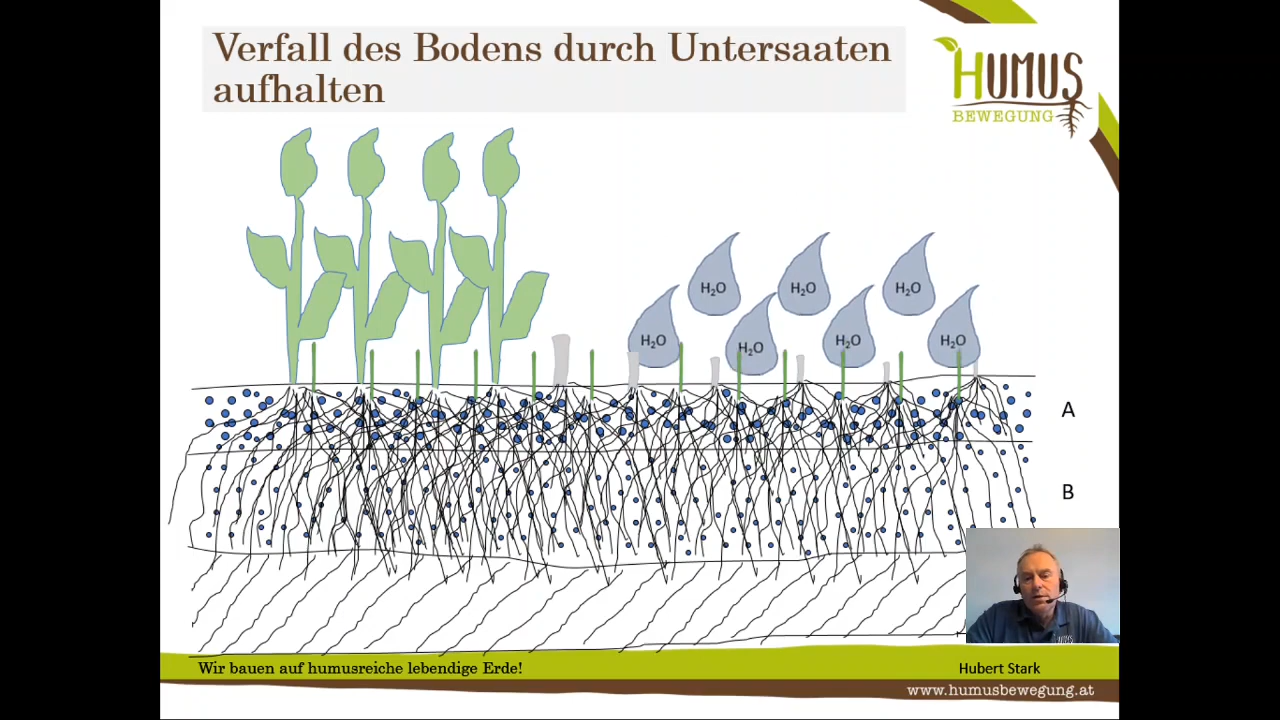 Verfall des Bodens durch Untersaaten
aufhalten
HUMUS
BEWEGUNG
H₂O
H₂O
H₂O
H₂O
H₂O
H₂O
H₂O
A
B
HUMUS
Wir bauen auf humusreiche lebendige Erde!
Hubert Stark
www.humusbewegung.at